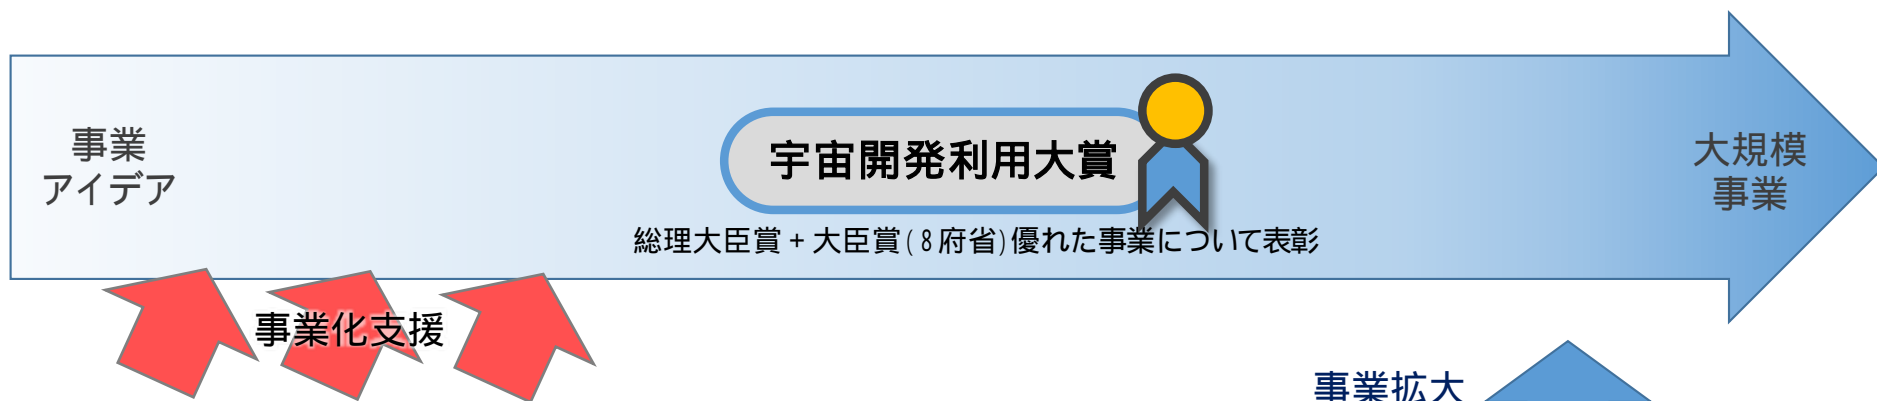 事業
アイデア
宇宙開発利用大賞
総理大臣賞+大臣賞(8府省)優れた事業について表彰
大規模
事業
事業化支援
事業拡大